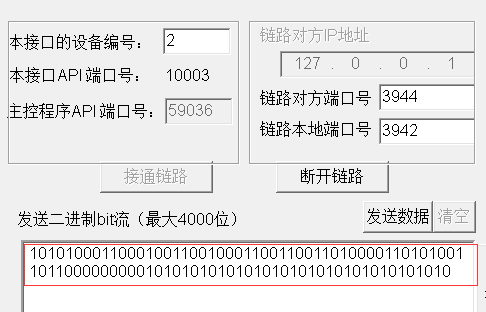 本接口的设备编号： 2
本接口API端口号： 10003
主控程序API端口号： 59036
链路对方IP地址
127 . 0 . 0 . 1
链路对方端口号 3944
链路本地端口号 3942
接通链路 断开链路
发送二进制bit流（最大4000位） 发送数据 清空
1010100011000100110010001100110011010000110101001
1011000000000101010101010101010101010101010101010